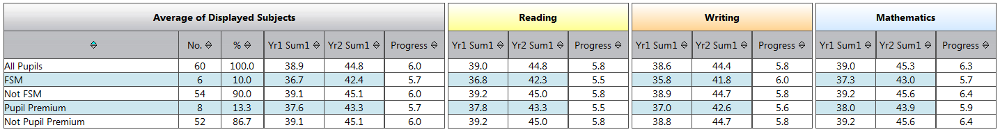 Average of Displayed Subjects Reading Writing Mathematics
No. % Yr1 Sum1 Yr2 Sum1 Progress Yr1 Sum1 Yr2 Sum1 Progress Yr1 Sum1 Yr2 Sum1 Progress Yr1 Sum1 Yr2 Sum1 Progress
All Pupils 60 100.0 38.9 44.8 6.0 39.0 44.8 5.8 38.6 44.4 5.8 39.0 45.3 6.3
FSM 6 10.0 36.7 42.4 5.7 36.8 42.3 5.5 35.8 41.8 6.0 37.3 43.0 5.7
Not FSM 54 90.0 39.1 45.1 6.0 39.2 45.0 5.8 38.9 44.7 5.8 39.2 45.6 6.4
Pupil Premium 8 13.3 37.6 43.3 5.7 37.8 43.3 5.5 37.0 42.6 5.6 38.0 43.9 5.9
Not Pupil Premium 52 86.7 39.1 45.1 6.0 39.2 45.0 5.8 38.8 44.7 5.8 39.2 45.6 6.4